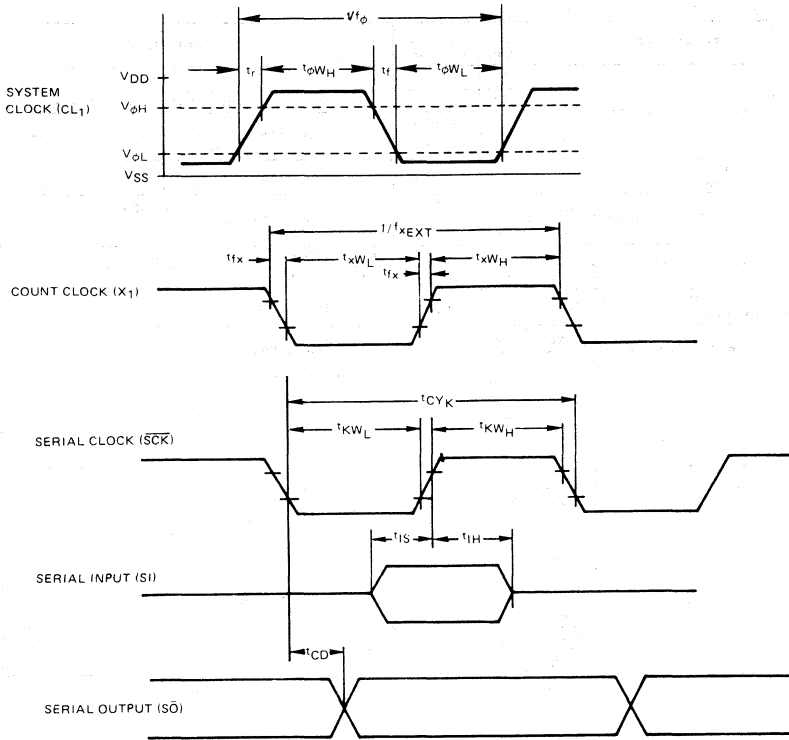 1/fϕ
tr tϕWH tf tϕWL
VDD
SYSTEM
CLOCK (CL1)
VϕH
VϕL
VSS
1/fXEXT
tfx txWL txWH
tfx
COUNT CLOCK (X1)
tCYK
tKWL tKWH
SERIAL CLOCK (S̅C̅K̅)
tIS tIH
SERIAL INPUT (SI)
tCD
SERIAL OUTPUT (SO̅)